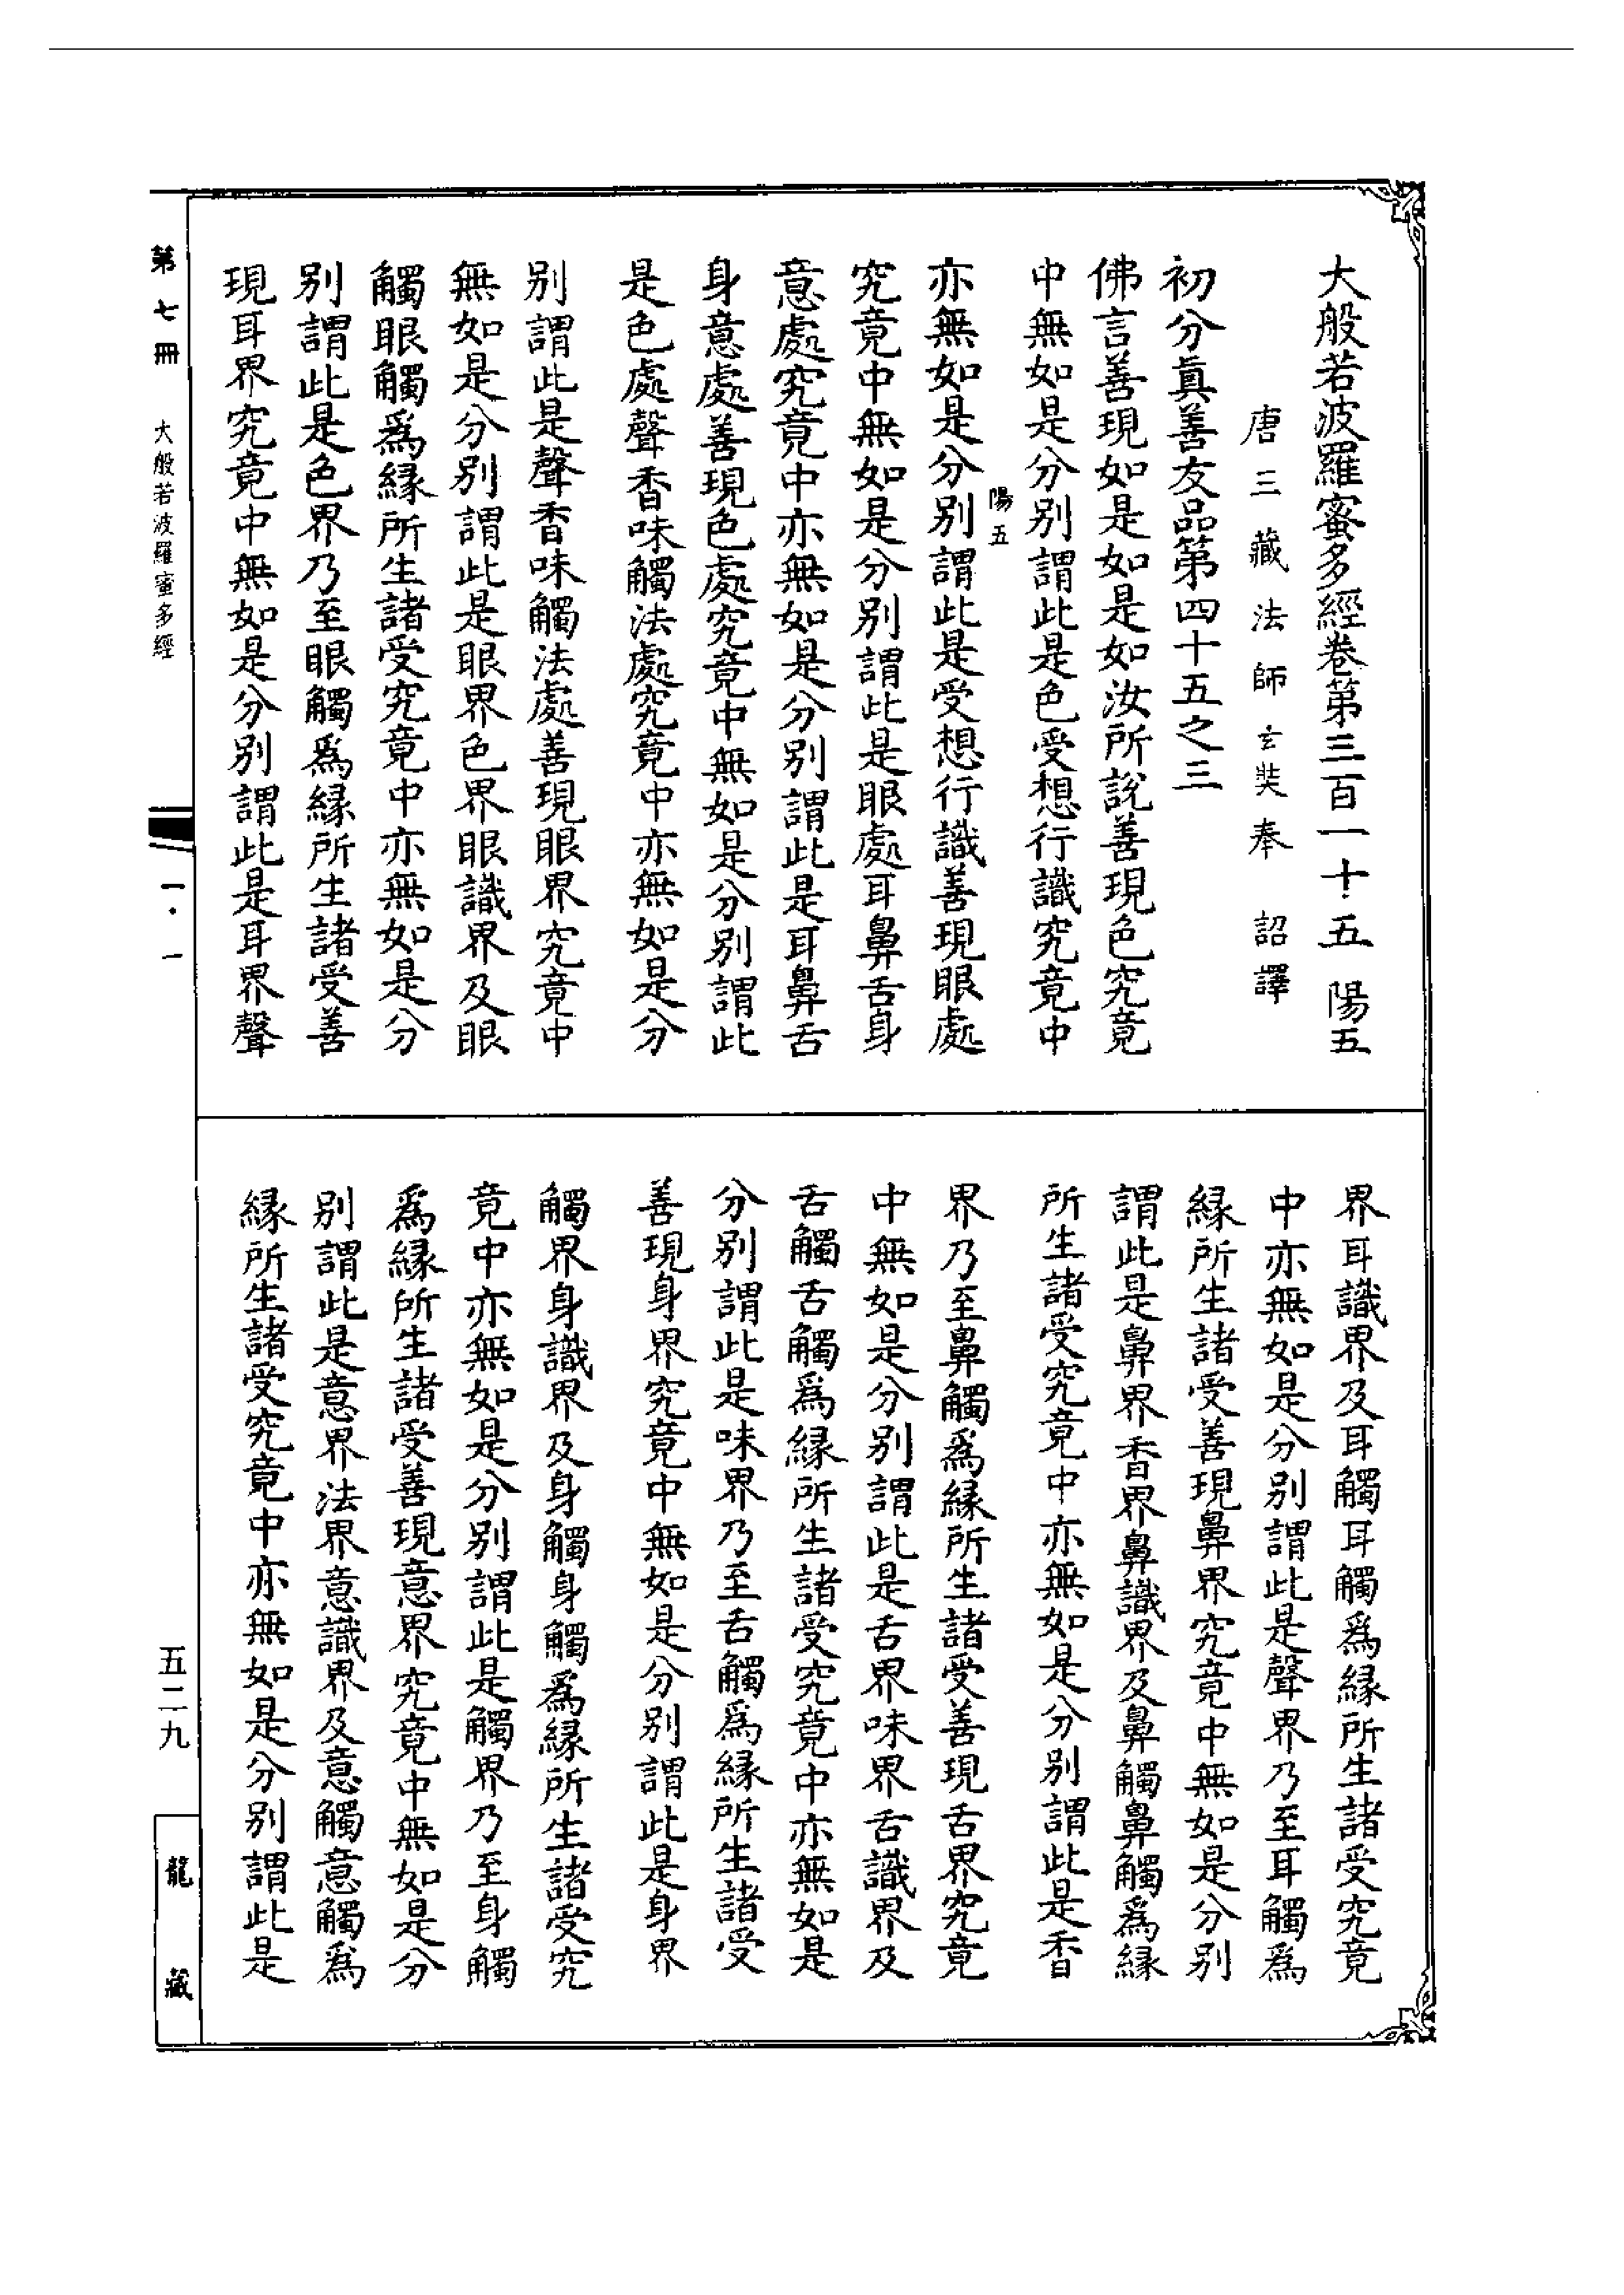 大般若波羅蜜多經卷第三百一十五　陽五
唐三藏法師玄奘奉　詔譯
初分真善友品第四十五之三
佛言善現如是如是如汝所說善現色究竟
中無如是分別謂此是色受想行識究竟中
陽五
亦無如是分別謂此是受想行識善現眼處
究竟中無如是分別謂此是眼處耳鼻舌身
意處究竟中亦無如是分別謂此是耳鼻舌
身意處善現色處究竟中無如是分別謂此
是色處聲香味觸法處究竟中亦無如是分
別謂此是聲香味觸法處善現眼界究竟中
無如是分別謂此是眼界色界眼識界及眼
觸眼觸爲緣所生諸受究竟中亦無如是分
別謂此是色界乃至眼觸爲緣所生諸受善
現耳界究竟中無如是分別謂此是耳界聲
界耳識界及耳觸耳觸爲緣所生諸受究竟
中亦無如是分別謂此是聲界乃至耳觸爲
緣所生諸受善現鼻界究竟中無如是分別
謂此是鼻界香界鼻識界及鼻觸鼻觸爲緣
所生諸受究竟中亦無如是分別謂此是香
界乃至鼻觸爲緣所生諸受善現舌界究竟
中無如是分別謂此是舌界味界舌識界及
舌觸舌觸爲緣所生諸受究竟中亦無如是
分別謂此是味界乃至舌觸爲緣所生諸受
善現身界究竟中無如是分別謂此是身界
觸界身識界及身觸身觸爲緣所生諸受究
竟中亦無如是分別謂此是觸界乃至身觸
爲緣所生諸受善現意界究竟中無如是分
別謂此是意界法界意識界及意觸意觸爲
緣所生諸受究竟中亦無如是分別謂此是
第七冊　大般若波羅蜜多經　一・一　五二九　龍藏